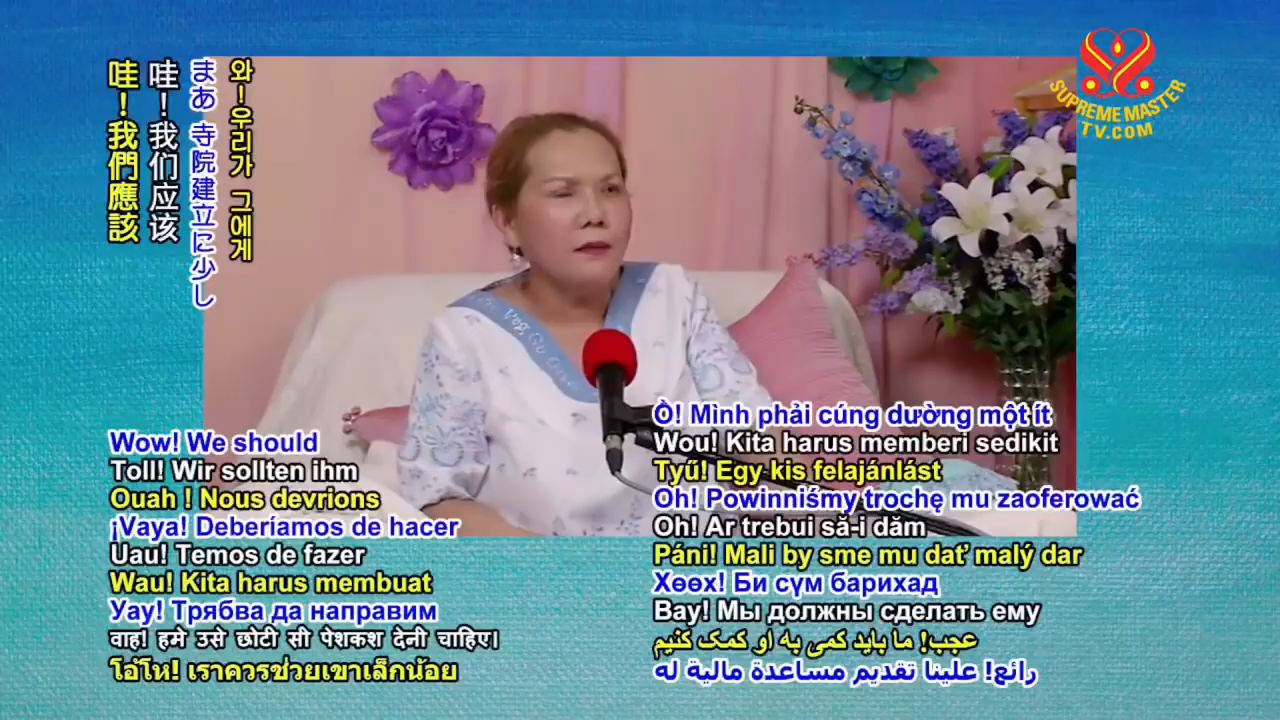 哇！我們應該
哇！我们应该
まあ 寺院建立に少し
와! 우리가 그에게
SUPREME MASTER
TV.COM
Wow! We should
Toll! Wir sollten ihm
Ouah ! Nous devrions
¡Vaya! Deberíamos de hacer
Uau! Temos de fazer
Wau! Kita harus membuat
Уау! Трябва да направим
वाह! हमे उसे छोटी सी पेशकश देनी चाहिए।
โอ้โห! เราควรช่วยเขาเล็กน้อย
Ồ! Mình phải cúng dường một ít
Wou! Kita harus memberi sedikit
Tyű! Egy kis felajánlást
Oh! Powinniśmy trochę mu zaoferować
Oh! Ar trebui să-i dăm
Páni! Mali by sme mu dať malý dar
Хөөх! Би сүм барихад
Вау! Мы должны сделать ему
عجب! ما باید کمی به او کمک کنیم
رائع! علينا تقديم مساعدة مالية له